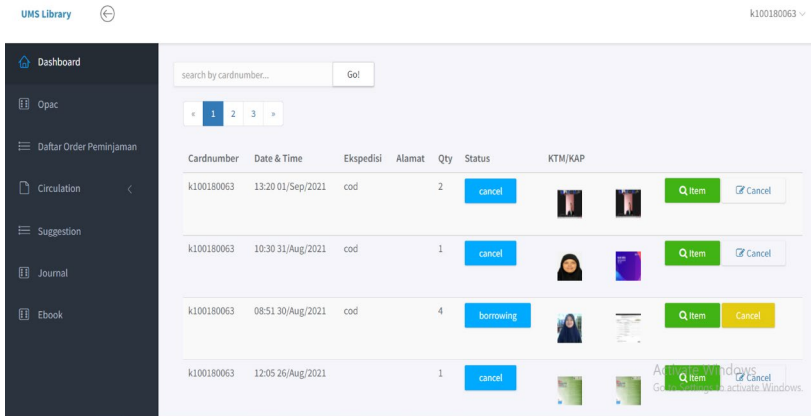 UMS Library
k100180063
Dashboard
Opac
Daftar Order Peminjaman
Circulation
Suggestion
Journal
Ebook
search by cardnumber... Go!
« 1 2 3 »
Cardnumber Date & Time Ekspedisi Alamat Qty Status KTM/KAP
k100180063 13:20 01/Sep/2021 cod 2 cancel Item Cancel
k100180063 10:30 31/Aug/2021 cod 1 cancel Item Cancel
k100180063 08:51 30/Aug/2021 cod 4 borrowing Item Cancel
k100180063 12:05 26/Aug/2021 1 cancel Item Cancel
Activate Windows
Go to Settings to activate Windows.